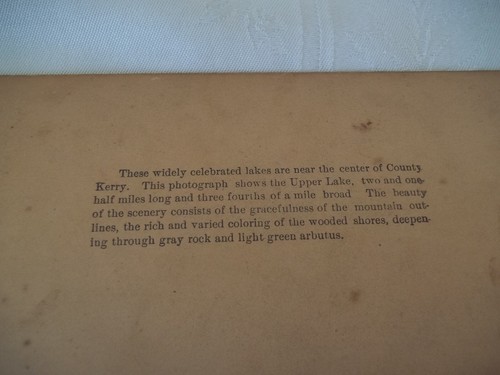 These widely celebrated lakes are near the center of County
Kerry. This photograph shows the Upper Lake, two and one-
half miles long and three fourths of a mile broad The beauty
of the scenery consists of the gracefulness of the mountain out-
lines, the rich and varied coloring of the wooded shores, deepen-
ing through gray rock and light green arbutus.